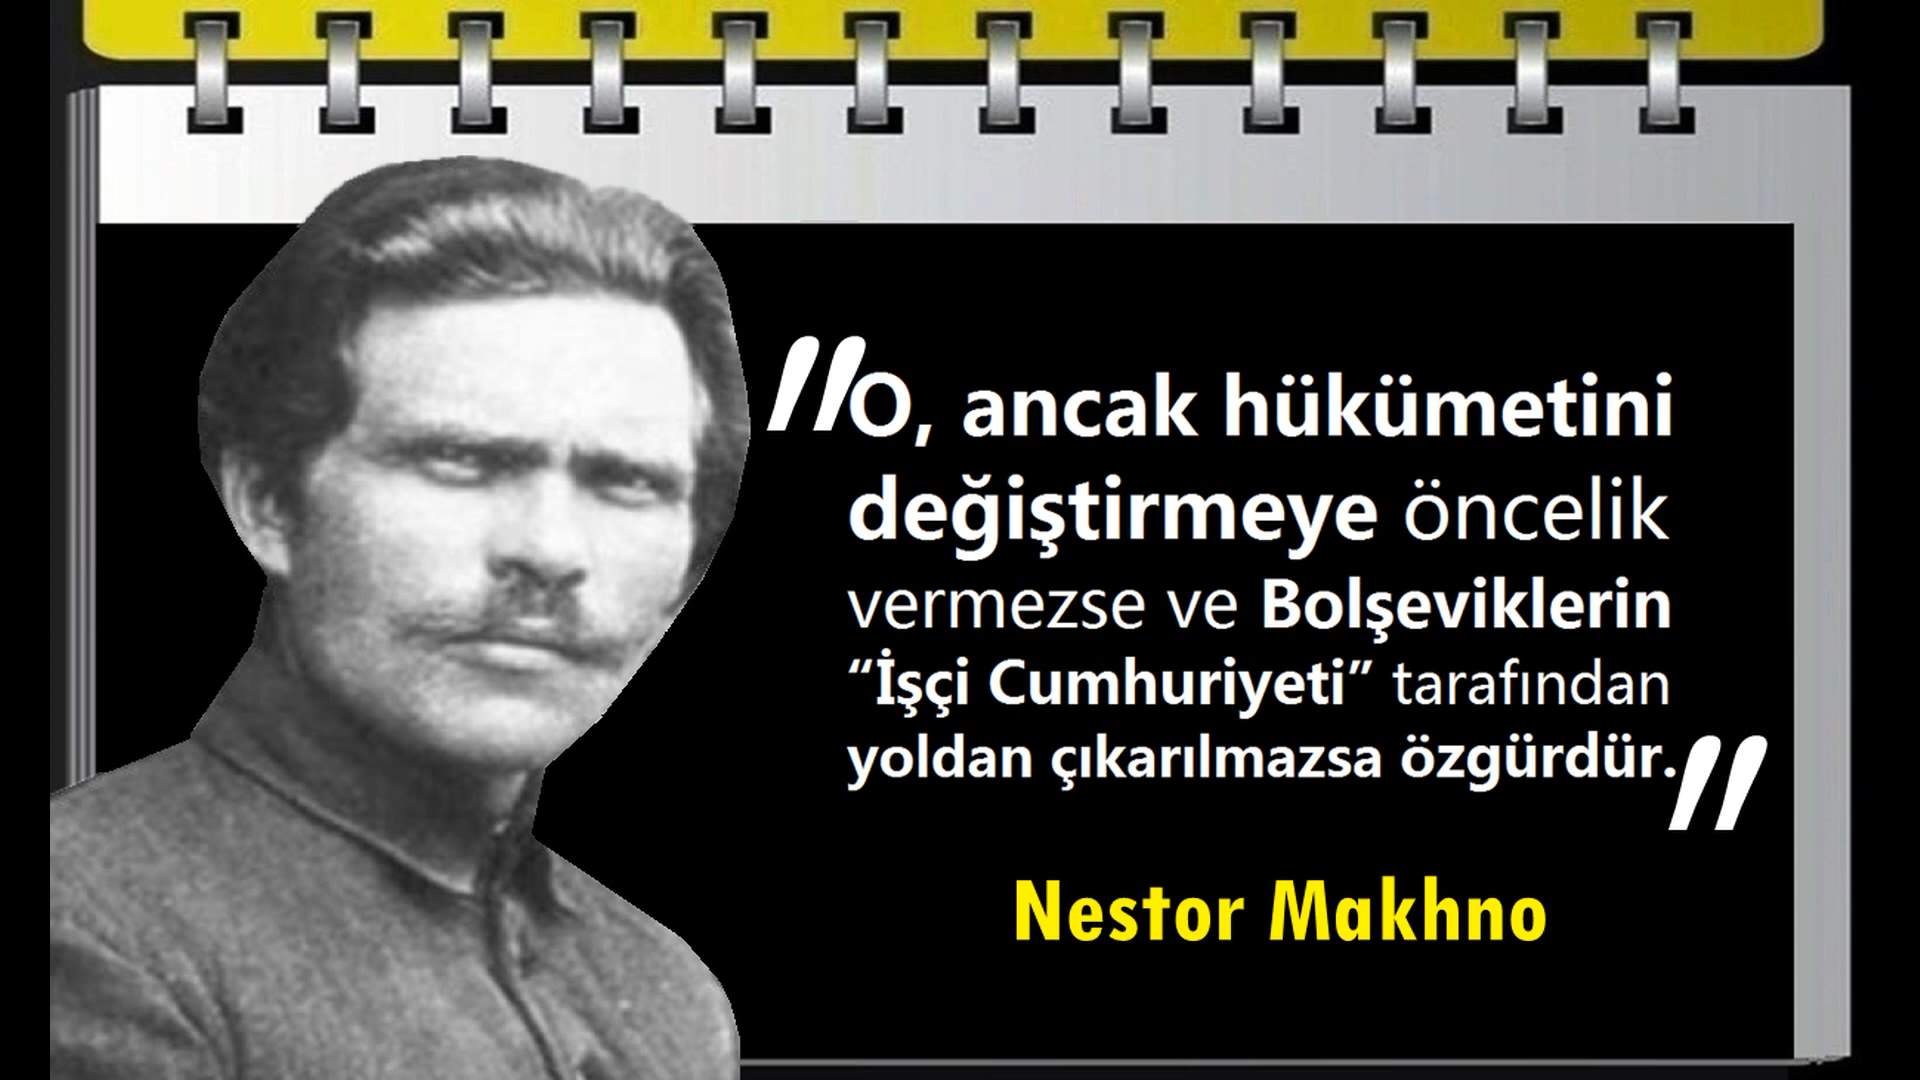 "O, ancak hükümetini
değiştirmeye öncelik
vermezse ve Bolşeviklerin
“İşçi Cumhuriyeti” tarafından
yoldan çıkarılmazsa özgürdür."
Nestor Makhno